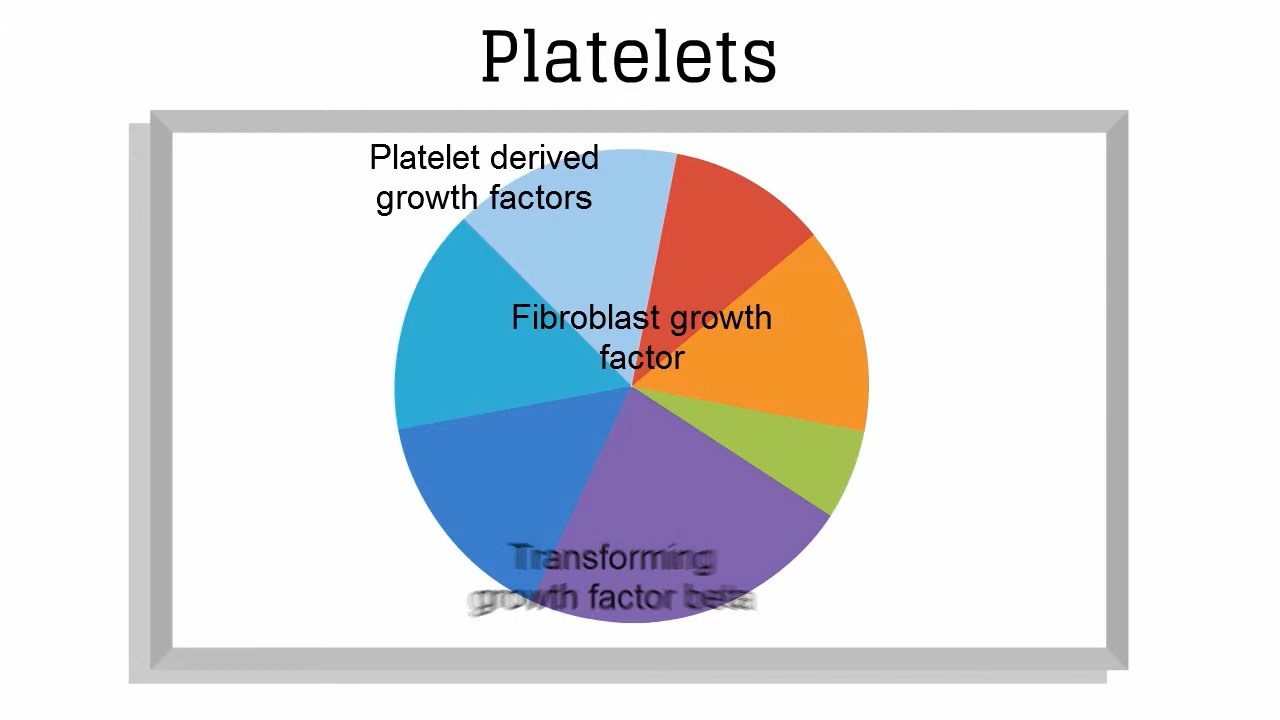 Platelets
Platelet derived
growth factors
Fibroblast growth
factor
Transforming
growth factor beta